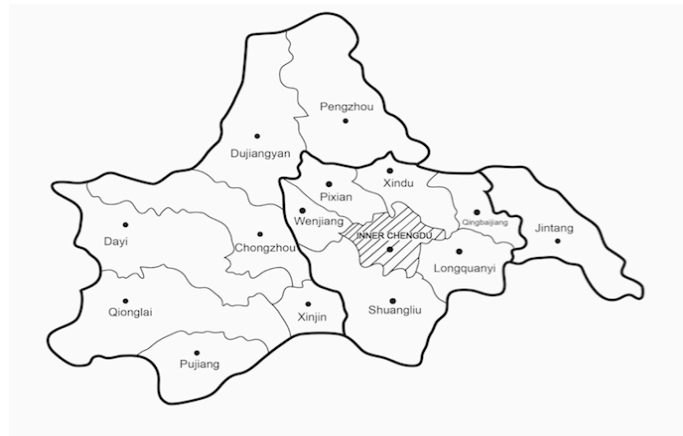 Pengzhou
Dujiangyan
Xindu
Pixian
Wenjiang
Qingbaijiang
Jintang
INNER CHENGDU
Dayi
Chongzhou
Longquanyi
Qionglai
Xinjin
Shuangliu
Pujiang